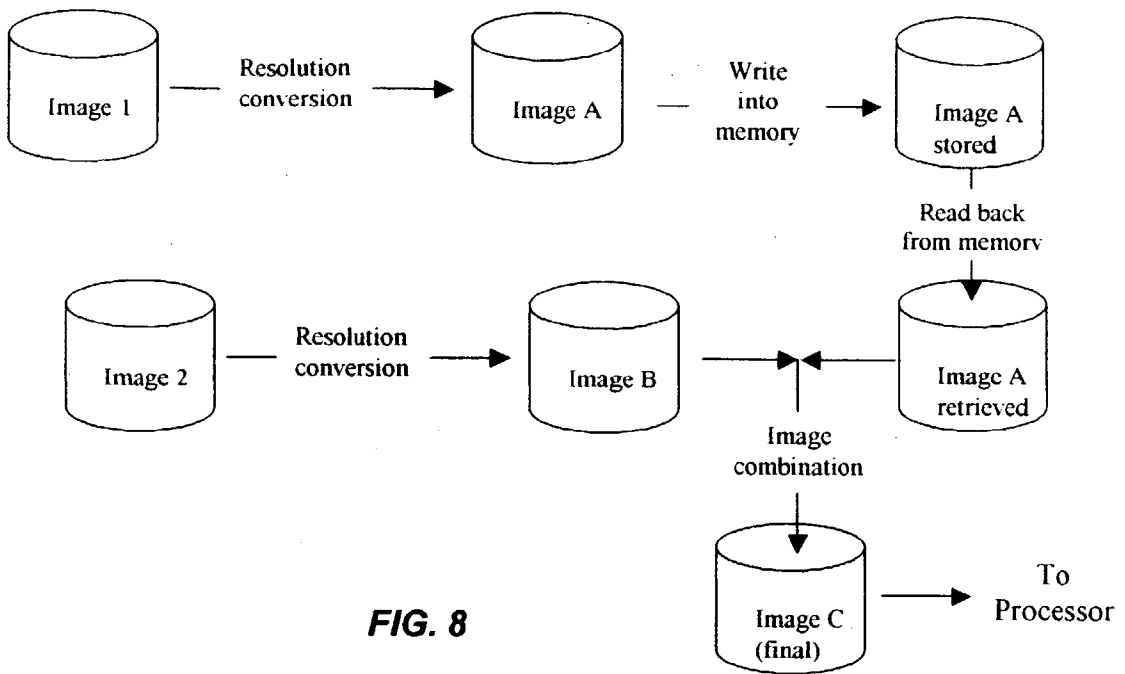 Image 1
Resolution
conversion
Image A
Write
into
memory
Image A
stored
Read back
from memory
Image 2
Resolution
conversion
Image B
Image A
retrieved
Image
combination
Image C
(final)
To
Processor
FIG. 8